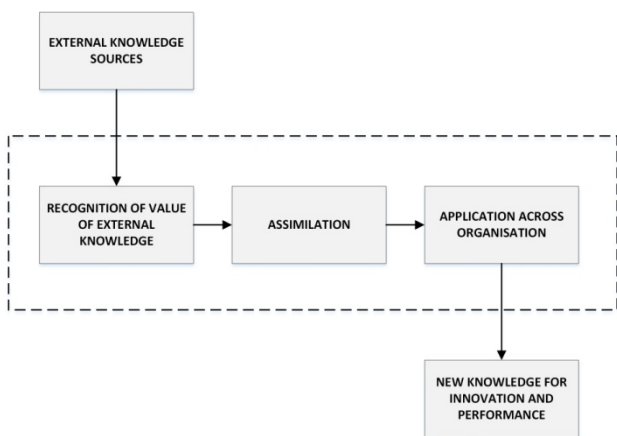 EXTERNAL KNOWLEDGE
SOURCES
RECOGNITION OF VALUE
OF EXTERNAL
KNOWLEDGE
ASSIMILATION
APPLICATION ACROSS
ORGANISATION
NEW KNOWLEDGE FOR
INNOVATION AND
PERFORMANCE